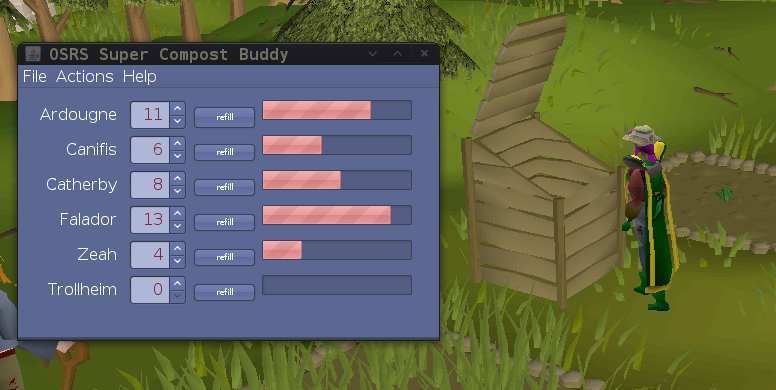 OSRS Super Compost Buddy
File Actions Help
Ardougne 11 refill
Canifis 6 refill
Catherby 8 refill
Falador 13 refill
Zeah 4 refill
Trollheim 0 refill